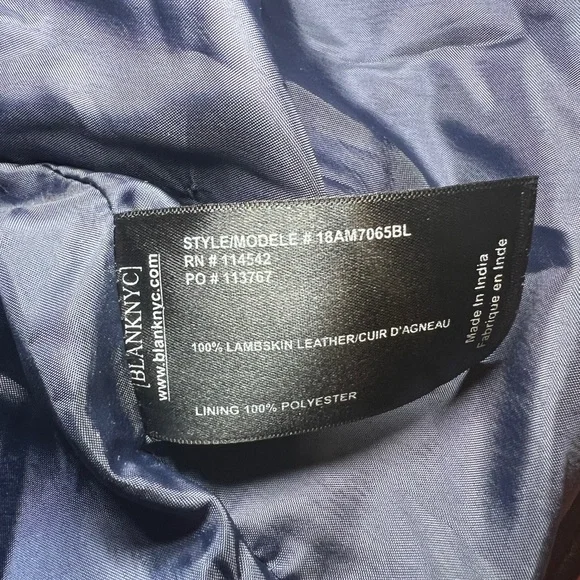 [BLANKNYC]
www.blanknyc.com
STYLE/MODELE # 18AM7065BL
RN # 114542
PO # 113767
100% LAMBSKIN LEATHER/CUIR D'AGNEAU
LINING 100% POLYESTER
Made In India
Fabrique en Inde